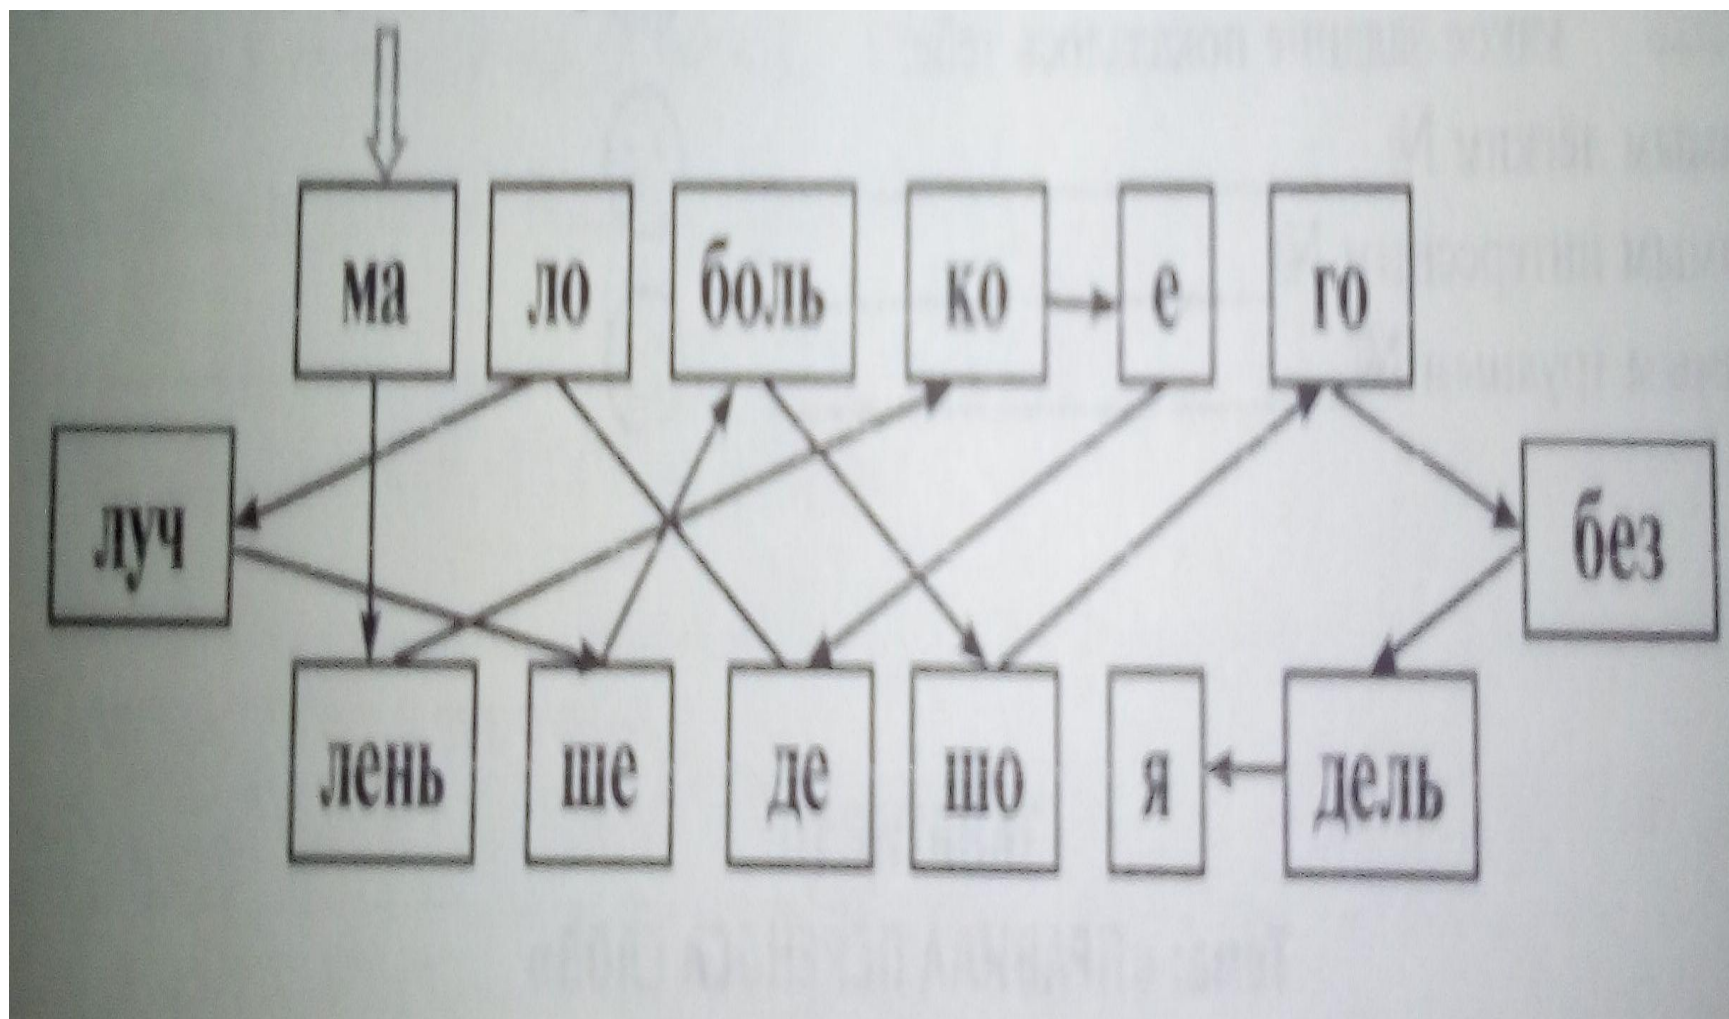 ма ло боль ко е го
луч без
лень ше де шо я дель